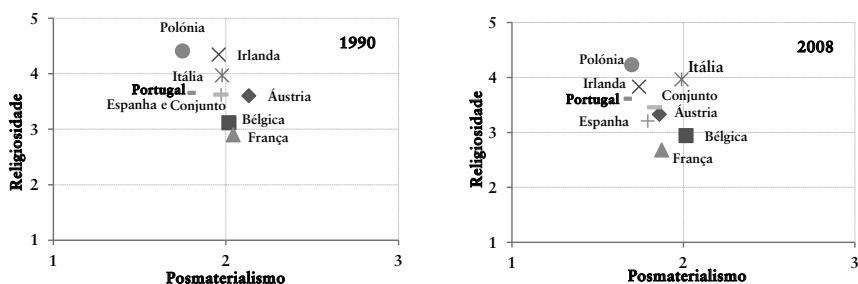 1990
5
4
3
2
1
Religiosidade
Polónia
Irlanda
Itália
Portugal
Espanha e Conjunto
Áustria
Bélgica
França
1 2 3
Posmaterialismo
2008
5
4
3
2
1
Religiosidade
Polónia
Itália
Irlanda
Conjunto
Portugal
Áustria
Espanha
Bélgica
França
1 2 3
Posmaterialismo